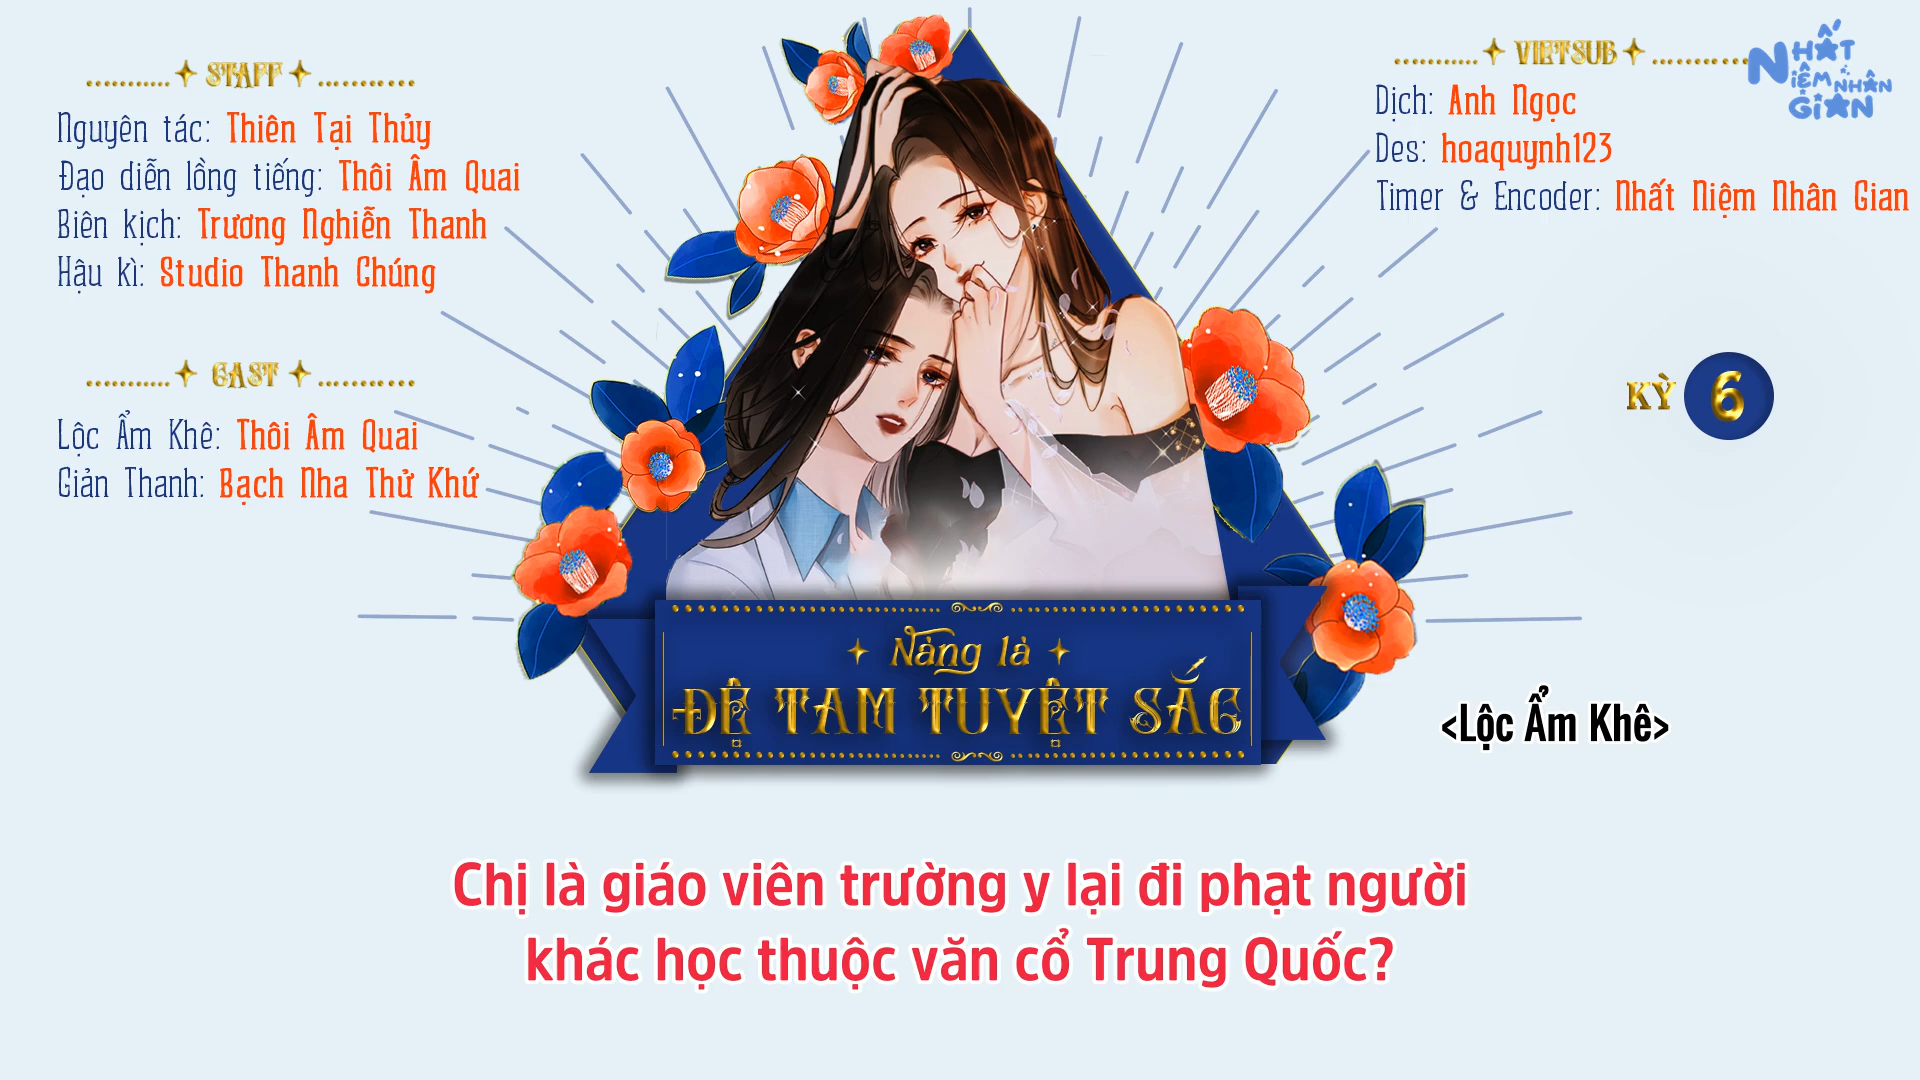 STAFF
Nguyên tác: Thiên Tại Thủy
Đạo diễn lồng tiếng: Thôi Âm Quai
Biên kịch: Trương Nghiễn Thanh
Hậu kì: Studio Thanh Chúng
CAST
Lộc Ẩm Khê: Thôi Âm Quai
Giản Thanh: Bạch Nha Thử Khứ
VIETSUB
Dịch: Anh Ngọc
Des: hoaquynh123
Timer & Encoder: Nhất Niệm Nhân Gian
NHẤT
NIỆM NHÂN
GIAN
KỲ 6
Nàng là
ĐỆ TAM TUYỆT SẮC
<Lộc Ẩm Khê>
Chị là giáo viên trường y lại đi phạt người
khác học thuộc văn cổ Trung Quốc?